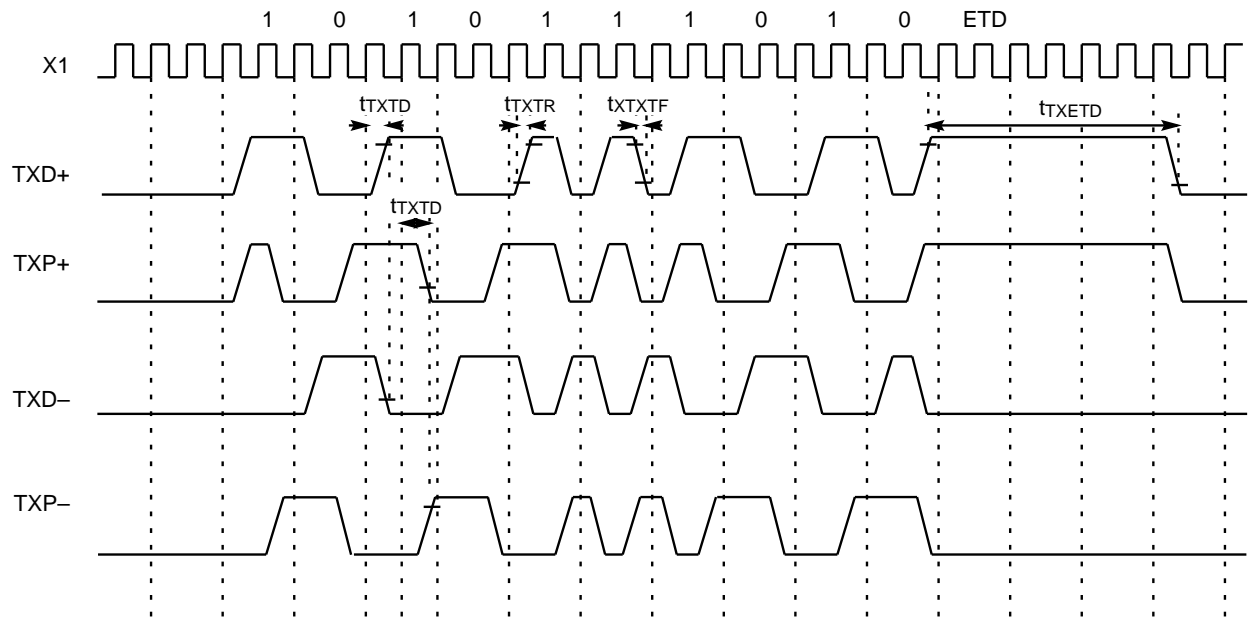 1 0 1 0 1 1 1 0 1 0 ETD
X1
tTXTD tTXTR tXTXTF tTXETD
TXD+
tTXTD
TXP+
TXD–
TXP–